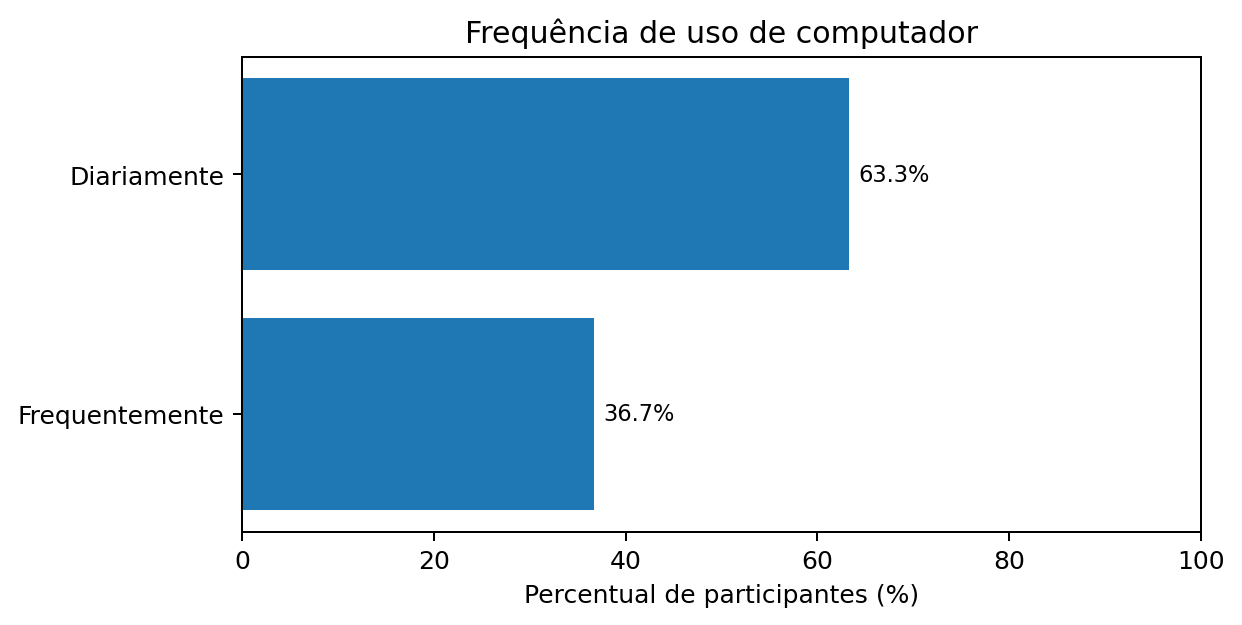 Frequência de uso de computador
Diariamente
63.3%
Frequentemente
36.7%
0 20 40 60 80 100
Percentual de participantes (%)